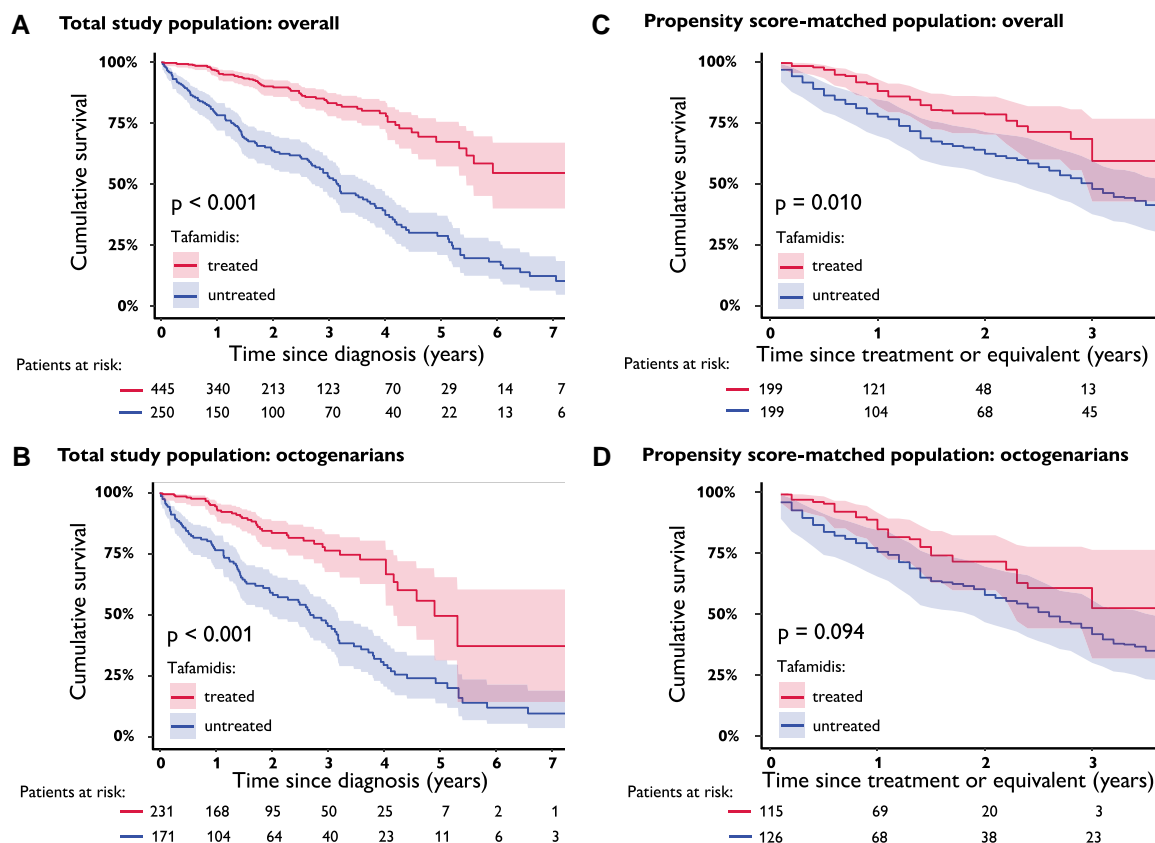 A Total study population: overall
100%
75%
50%
25%
0%
Cumulative survival
p < 0.001
Tafamidis:
treated
untreated
0 1 2 3 4 5 6 7
Time since diagnosis (years)
Patients at risk:
445 340 213 123 70 29 14 7
250 150 100 70 40 22 13 6
C Propensity score-matched population: overall
100%
75%
50%
25%
0%
Cumulative survival
p = 0.010
Tafamidis:
treated
untreated
0 1 2 3
Time since treatment or equivalent (years)
Patients at risk:
199 121 48 13
199 104 68 45
B Total study population: octogenarians
100%
75%
50%
25%
0%
Cumulative survival
p < 0.001
Tafamidis:
treated
untreated
0 1 2 3 4 5 6 7
Time since diagnosis (years)
Patients at risk:
231 168 95 50 25 7 2 1
171 104 64 40 23 11 6 3
D Propensity score-matched population: octogenarians
100%
75%
50%
25%
0%
Cumulative survival
p = 0.094
Tafamidis:
treated
untreated
0 1 2 3
Time since treatment or equivalent (years)
Patients at risk:
115 69 20 3
126 68 38 23